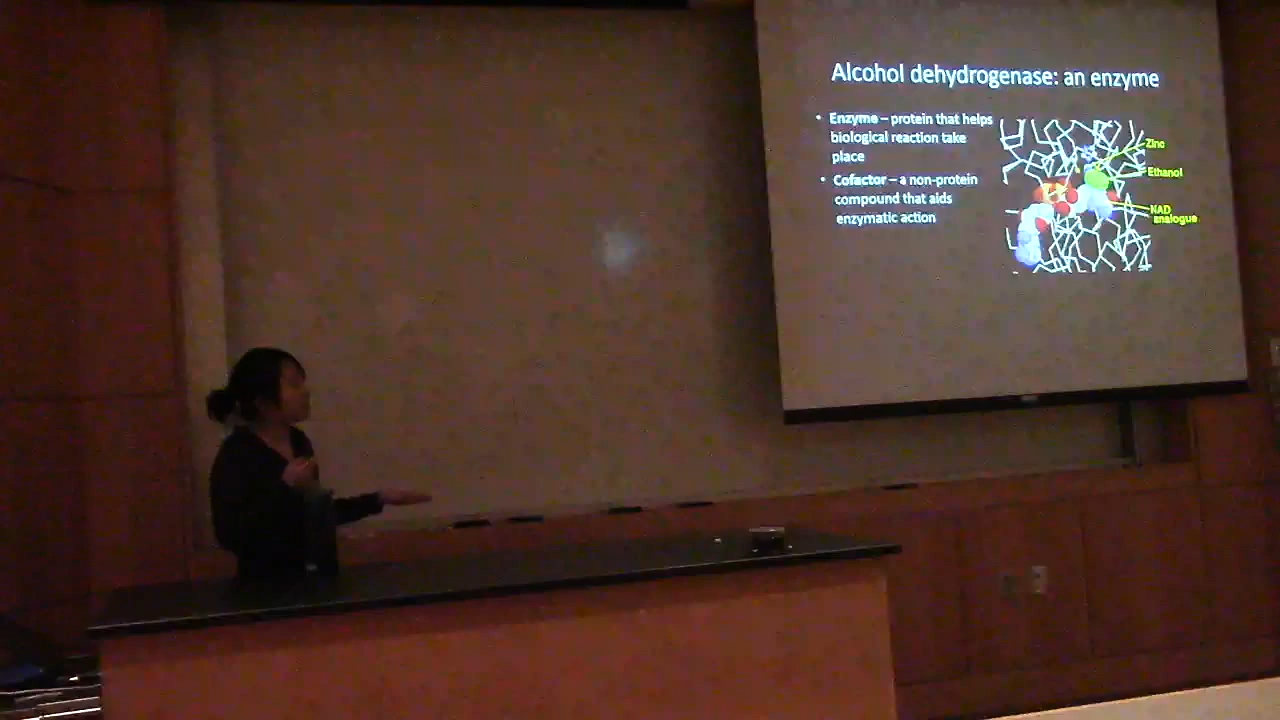 Alcohol dehydrogenase: an enzyme
• Enzyme – protein that helps
biological reaction take
place
• Cofactor – a non-protein
compound that aids
enzymatic action
Zinc
Ethanol
NAD
analogue